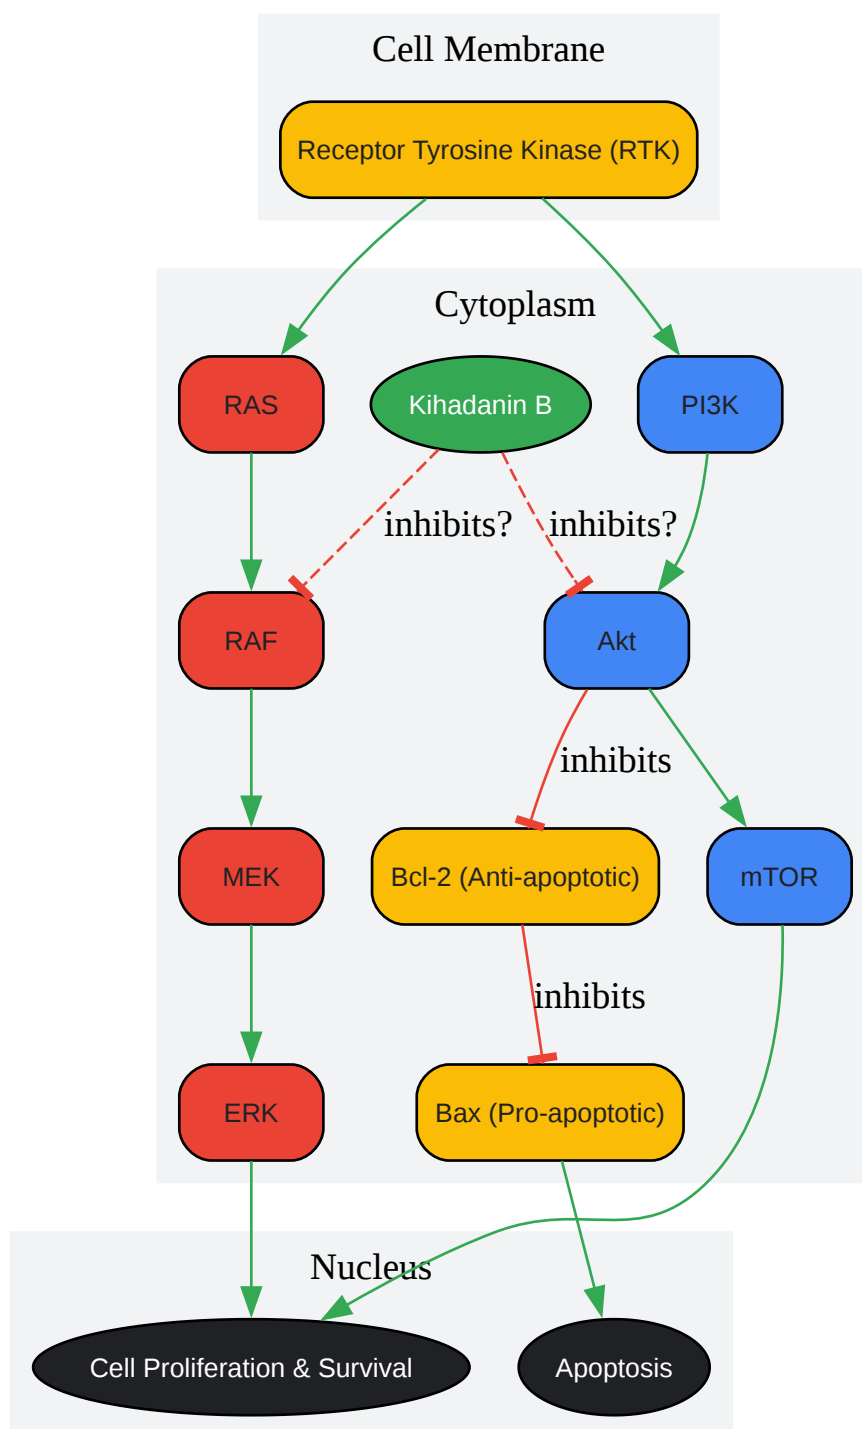 Cell Membrane
Receptor Tyrosine Kinase (RTK)
Cytoplasm
RAS
Kihadanin B
PI3K
inhibits?
inhibits?
RAF
Akt
inhibits
MEK
Bcl-2 (Anti-apoptotic)
mTOR
inhibits
ERK
Bax (Pro-apoptotic)
Nucleus
Cell Proliferation & Survival
Apoptosis